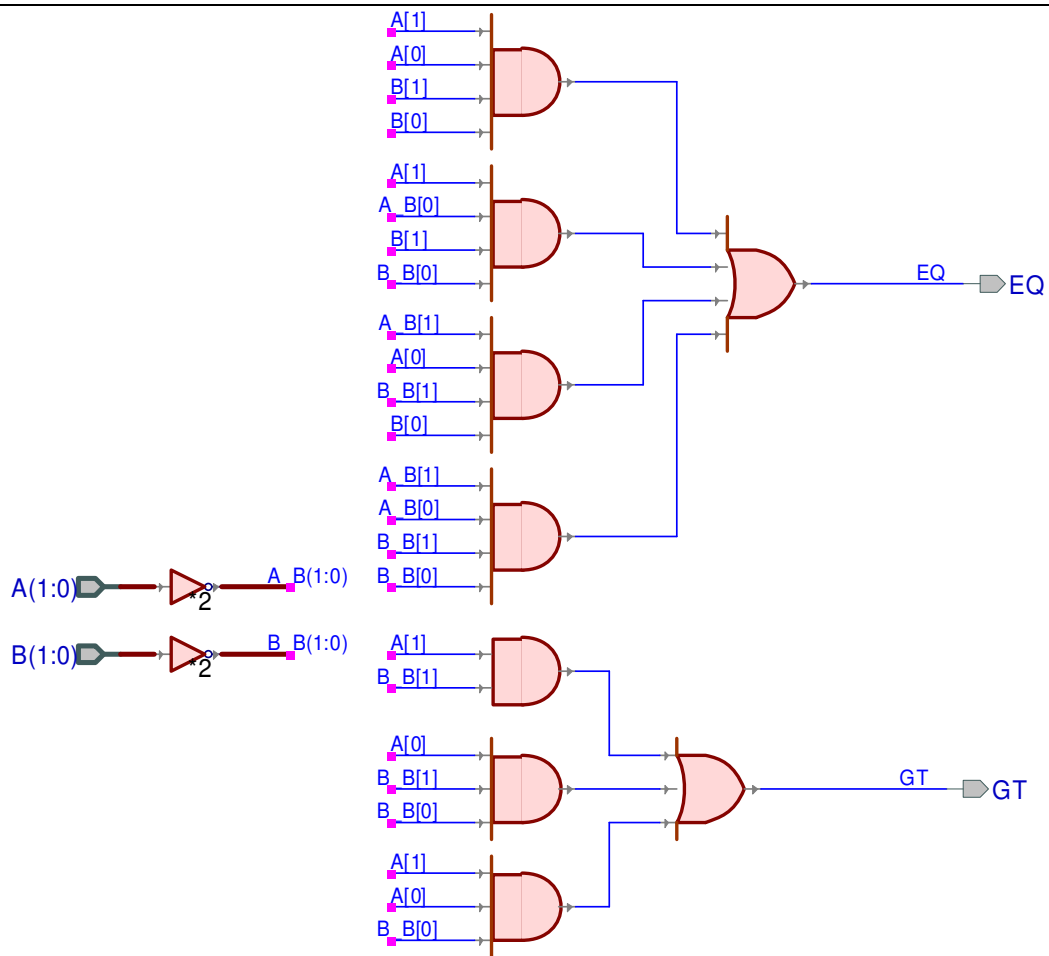 A[1]
A[0]
B[1]
B[0]
A[1]
A_B[0]
B[1]
B_B[0]
EQ
EQ
A_B[1]
A[0]
B_B[1]
B[0]
A_B[1]
A_B[0]
B_B[1]
B_B[0]
A(1:0)
*2
A_B(1:0)
B(1:0)
*2
B_B(1:0)
A[1]
B_B[1]
A[0]
B_B[1]
B_B[0]
GT
GT
A[1]
A[0]
B_B[0]